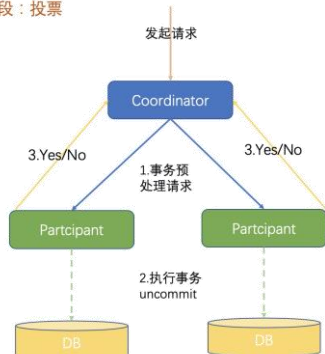 段：投票
发起请求
Coordinator
3.Yes/No
3.Yes/No
1.事务预
处理请求
Partcipant
Partcipant
2.执行事务
uncommit
DB
DB